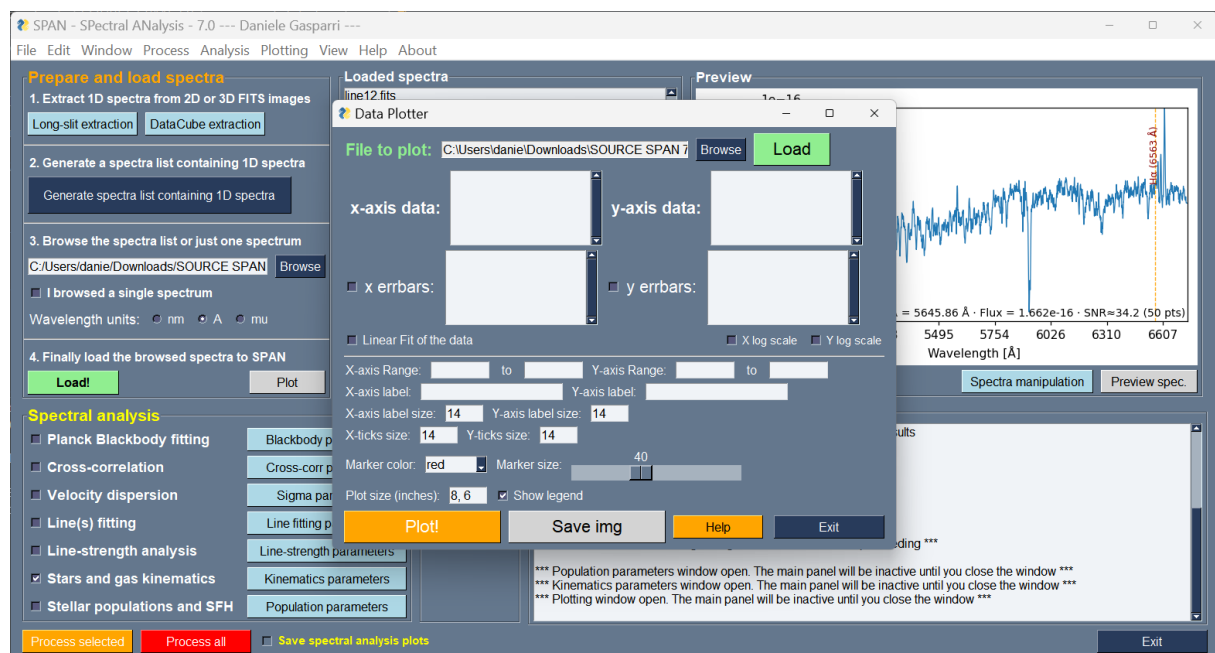 SPAN - SPectral ANalysis - 7.0 --- Daniele Gasparri ---
File Edit Window Process Analysis Plotting View Help About
Prepare and load spectra
1. Extract 1D spectra from 2D or 3D FITS images
Long-slit extraction DataCube extraction
2. Generate a spectra list containing 1D spectra
Generate spectra list containing 1D spectra
3. Browse the spectra list or just one spectrum
C:/Users/danie/Downloads/SOURCE SPAN Browse
I browsed a single spectrum
Wavelength units: nm A mu
4. Finally load the browsed spectra to SPAN
Load! Plot
Loaded spectra
line12.fits
Preview
Hα (6563 Å)
= 5645.86 Å · Flux = 1.662e-16 · SNR≈34.2 (50 pts)
5495 5754 6026 6310 6607
Wavelength [Å]
Spectra manipulation Preview spec.
Data Plotter
File to plot: C:\Users\danie\Downloads\SOURCE SPAN 7 Browse Load
x-axis data: y-axis data:
x errbars: y errbars:
Linear Fit of the data X log scale Y log scale
X-axis Range: to Y-axis Range: to
X-axis label: Y-axis label:
X-axis label size: 14 Y-axis label size: 14
X-ticks size: 14 Y-ticks size: 14
Marker color: red Marker size: 40
Plot size (inches): 8, 6 Show legend
Plot! Save img Help Exit
Spectral analysis
Planck Blackbody fitting Blackbody p
Cross-correlation Cross-corr p
Velocity dispersion Sigma par
Line(s) fitting Line fitting p
Line-strength analysis Line-strength parameters
Stars and gas kinematics Kinematics parameters
Stellar populations and SFH Population parameters
*** Population parameters window open. The main panel will be inactive until you close the window ***
*** Kinematics parameters window open. The main panel will be inactive until you close the window ***
*** Plotting window open. The main panel will be inactive until you close the window ***
Process selected Process all Save spectral analysis plots Exit